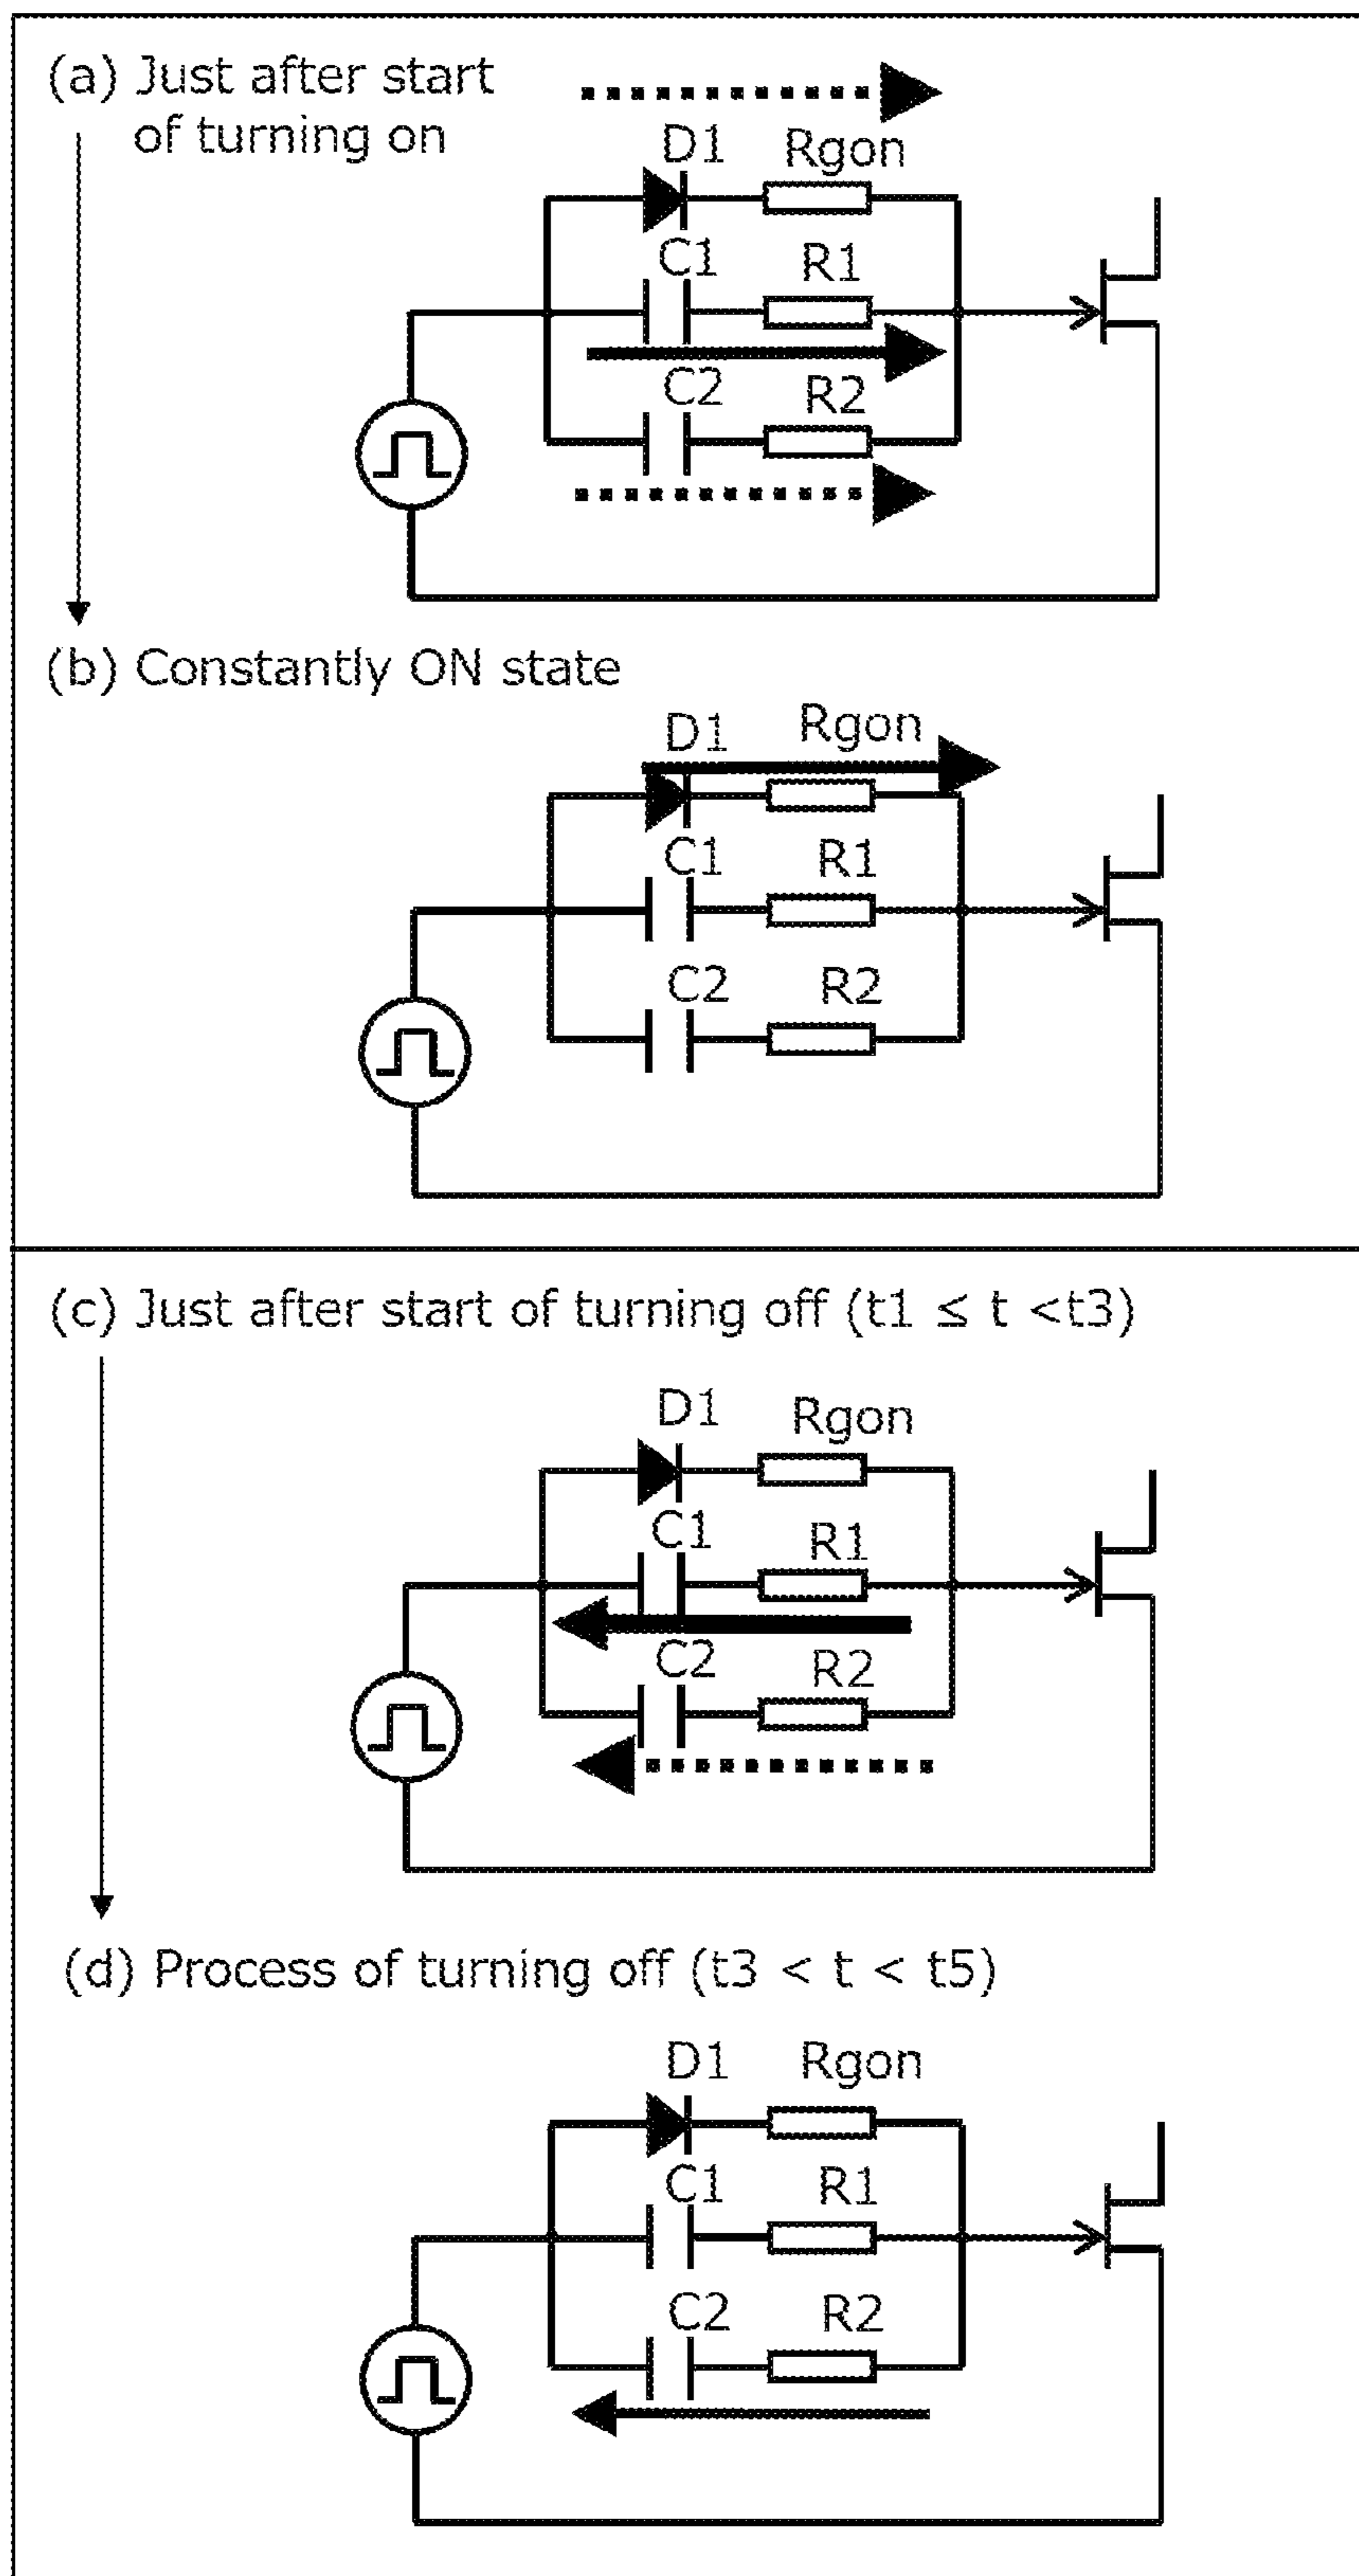 (a) Just after start
of turning on
D1
Rgon
C1
R1
C2
R2
(b) Constantly ON state
D1
Rgon
C1
R1
C2
R2
(c) Just after start of turning off (t1 ≤ t <t3)
D1
Rgon
C1
R1
C2
R2
(d) Process of turning off (t3 < t < t5)
D1
Rgon
C1
R1
C2
R2